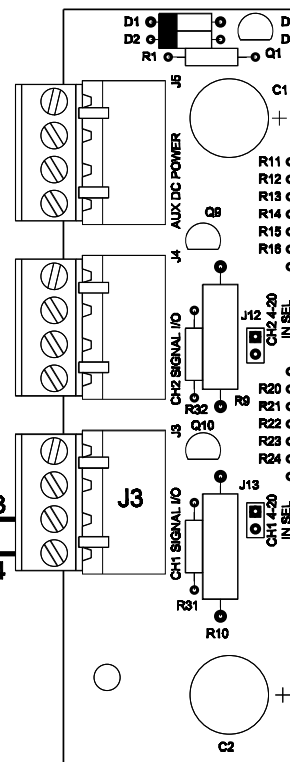 D1
D2
D
D
R1
Q1
J5
C1
AUX DC POWER
R11
R12
R13
R14
R15
R16
Q9
J4
CH2 SIGNAL I/O
J12
CH2 4-20
IN SEL
R32
R9
R20
R21
R22
R23
R24
J3
Q10
CH1 SIGNAL I/O
J3
J13
CH1 4-20
IN SEL
3
4
R31
R10
C2